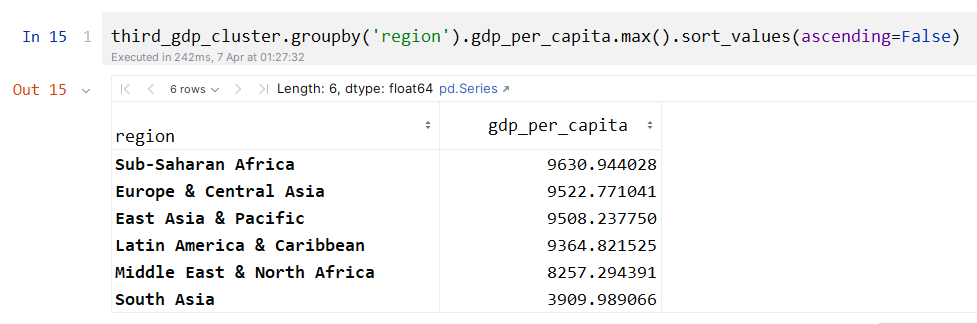 In 15 1 third_gdp_cluster.groupby('region').gdp_per_capita.max().sort_values(ascending=False)
Executed in 242ms, 7 Apr at 01:27:32
Out 15 6 rows Length: 6, dtype: float64 pd.Series
region gdp_per_capita
Sub-Saharan Africa 9630.944028
Europe & Central Asia 9522.771041
East Asia & Pacific 9508.237750
Latin America & Caribbean 9364.821525
Middle East & North Africa 8257.294391
South Asia 3909.989066